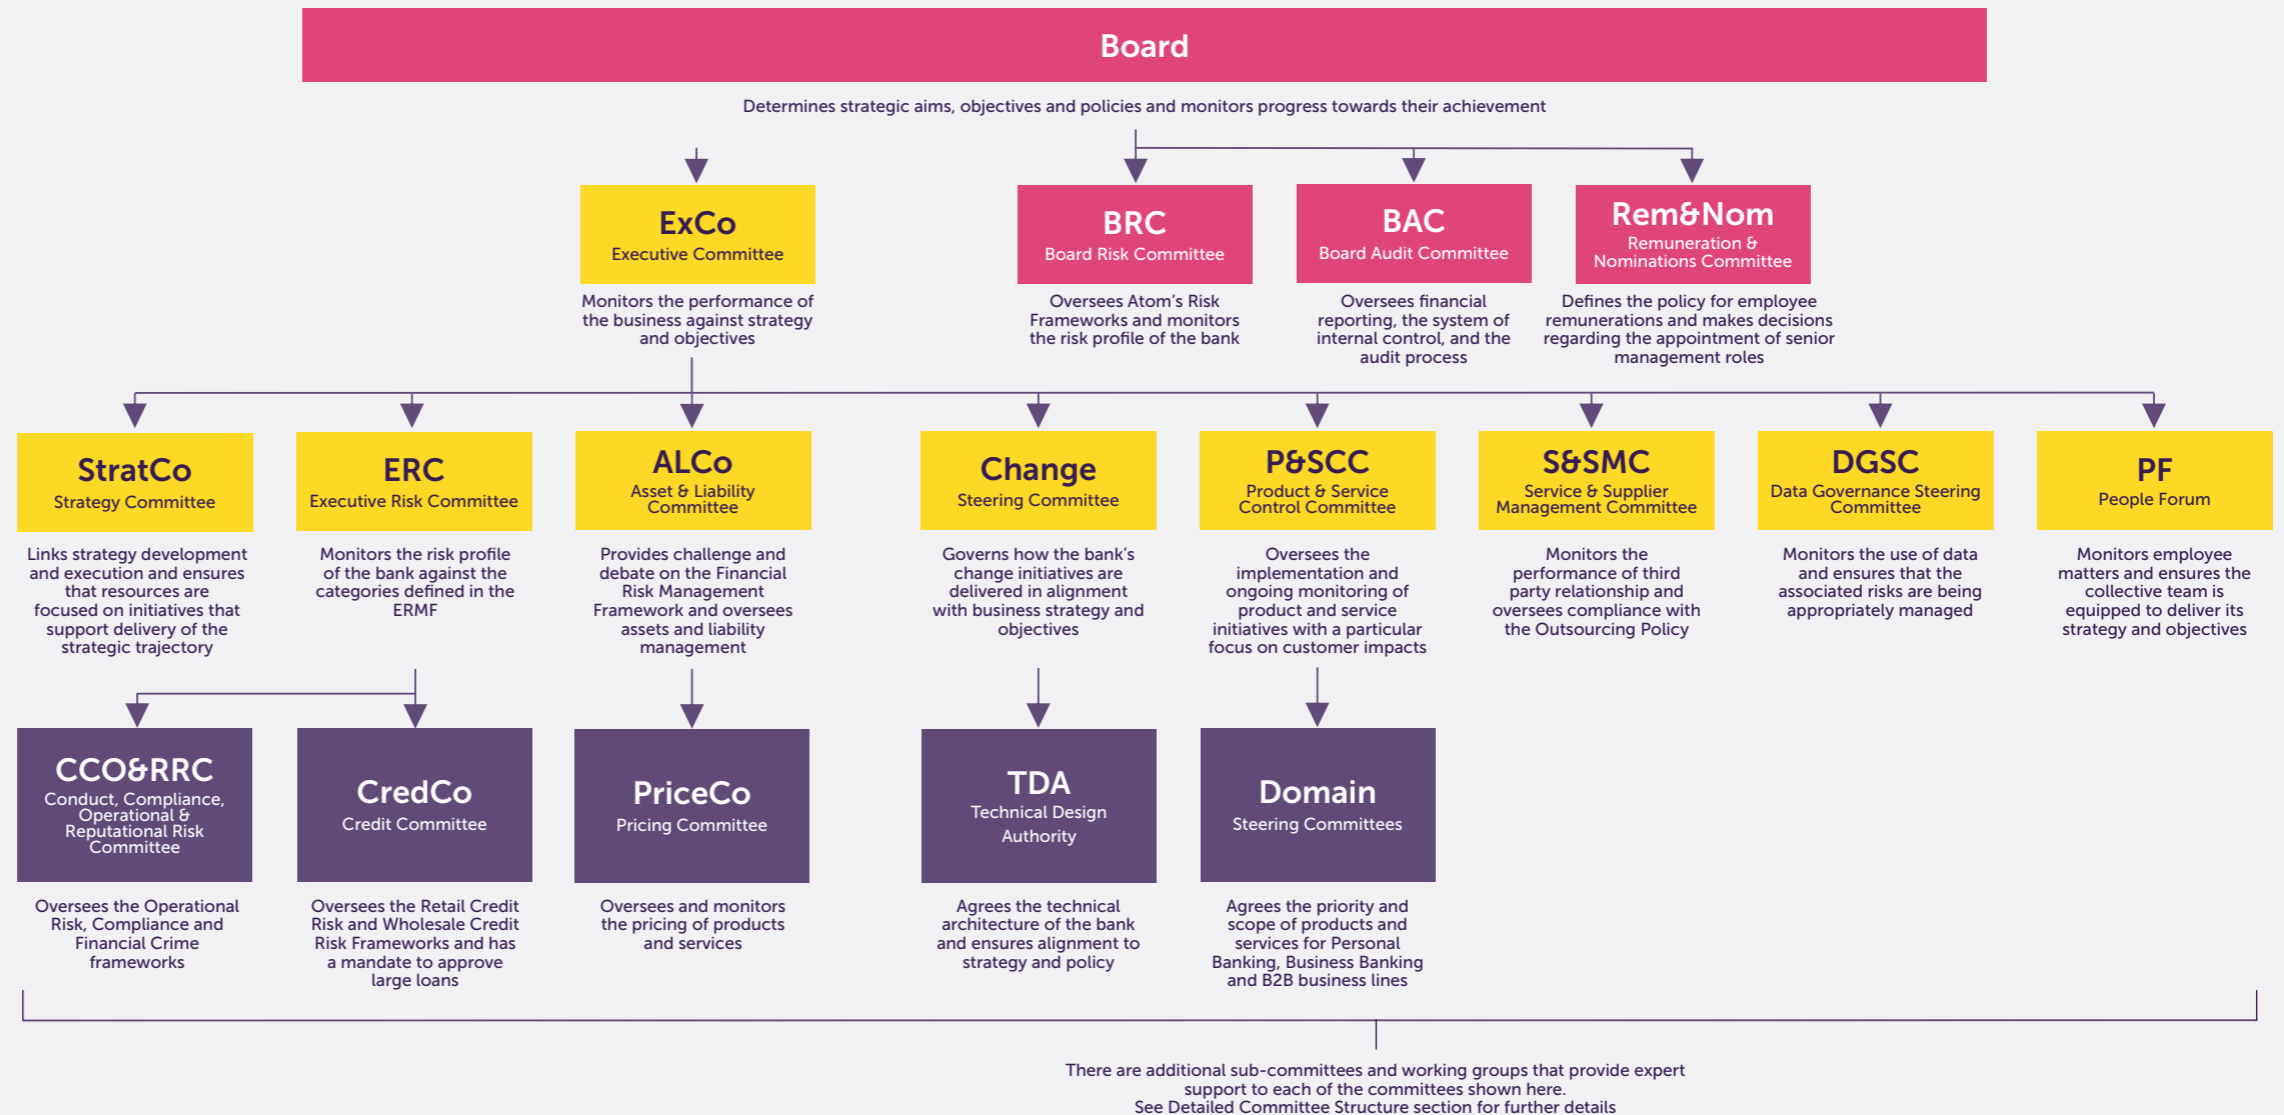 Board
Determines strategic aims, objectives and policies and monitors progress towards their achievement
ExCo
Executive Committee
Monitors the performance of
the business against strategy
and objectives
BRC
Board Risk Committee
Oversees Atom's Risk
Frameworks and monitors
the risk profile of the bank
BAC
Board Audit Committee
Oversees financial
reporting, the system of
internal control, and the
audit process
Rem&Nom
Remuneration &
Nominations Committee
Defines the policy for employee
remunerations and makes decisions
regarding the appointment of senior
management roles
StratCo
Strategy Committee
Links strategy development
and execution and ensures
that resources are
focused on initiatives that
support delivery of the
strategic trajectory
ERC
Executive Risk Committee
Monitors the risk profile
of the bank against the
categories defined in the
ERMF
ALCo
Asset & Liability
Committee
Provides challenge and
debate on the Financial
Risk Management
Framework and oversees
assets and liability
management
Change
Steering Committee
Governs how the bank's
change initiatives are
delivered in alignment
with business strategy and
objectives
P&SCC
Product & Service
Control Committee
Oversees the
implementation and
ongoing monitoring of
product and service
initiatives with a particular
focus on customer impacts
S&SMC
Service & Supplier
Management Committee
Monitors the
performance of third
party relationship and
oversees compliance with
the Outsourcing Policy
DGSC
Data Governance Steering
Committee
Monitors the use of data
and ensures that the
associated risks are being
appropriately managed
PF
People Forum
Monitors employee
matters and ensures the
collective team is
equipped to deliver its
strategy and objectives
CCO&RRC
Conduct, Compliance,
Operational &
Reputational Risk
Committee
Oversees the Operational
Risk, Compliance and
Financial Crime
frameworks
CredCo
Credit Committee
Oversees the Retail Credit
Risk and Wholesale Credit
Risk Frameworks and has
a mandate to approve
large loans
PriceCo
Pricing Committee
Oversees and monitors
the pricing of products
and services
TDA
Technical Design
Authority
Agrees the technical
architecture of the bank
and ensures alignment to
strategy and policy
Domain
Steering Committees
Agrees the priority and
scope of products and
services for Personal
Banking, Business Banking
and B2B business lines
There are additional sub-committees and working groups that provide expert
support to each of the committees shown here.
See Detailed Committee Structure section for further details